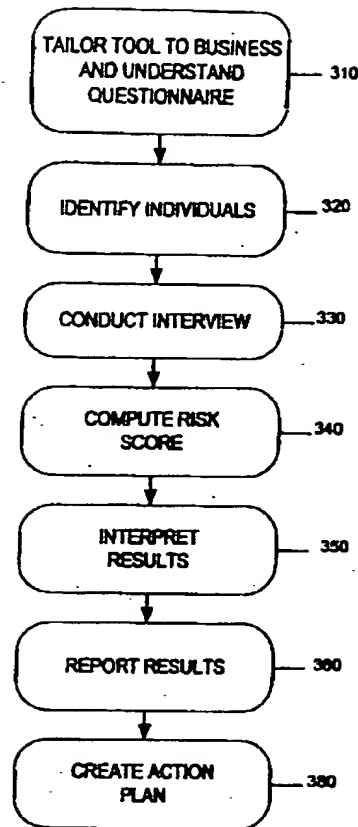 TAILOR TOOL TO BUSINESS
AND UNDERSTAND
QUESTIONNAIRE
310
IDENTIFY INDIVIDUALS
320
CONDUCT INTERVIEW
330
COMPUTE RISK
SCORE
340
INTERPRET
RESULTS
350
REPORT RESULTS
360
CREATE ACTION
PLAN
380